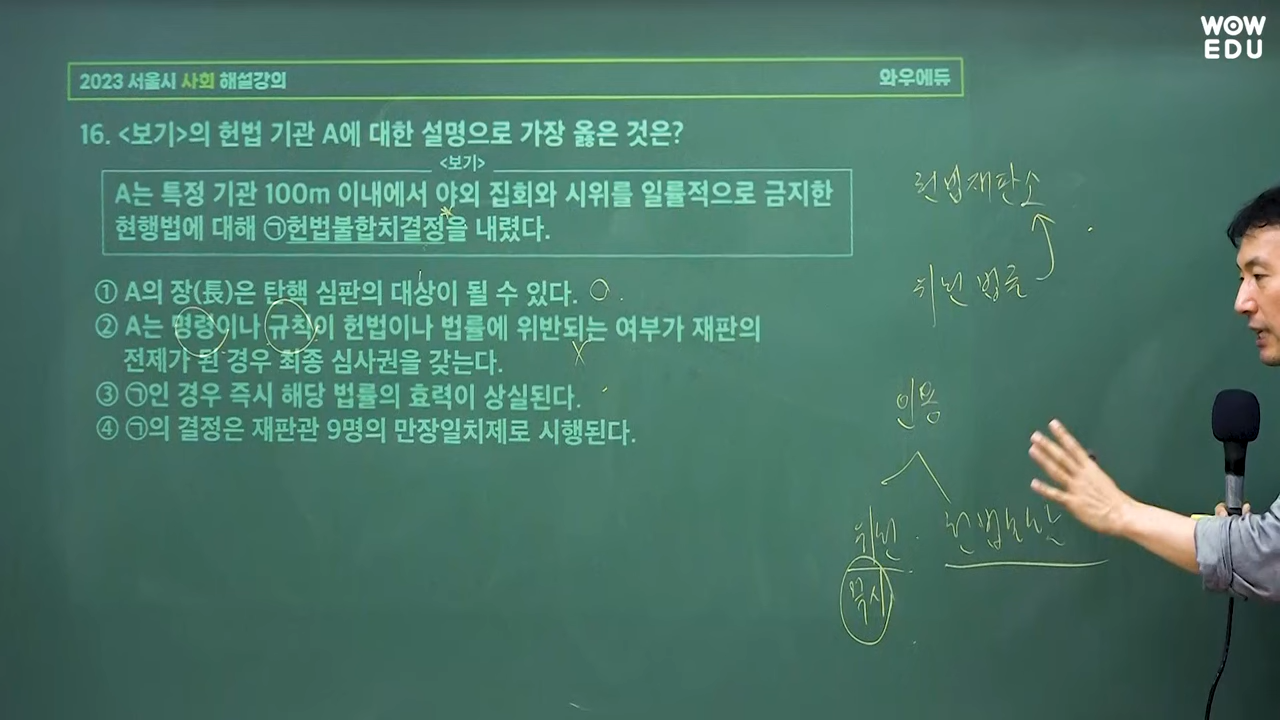 WOW
EDU
2023 서울시 사회 해설강의
와우에듀
16. <보기>의 헌법 기관 A에 대한 설명으로 가장 옳은 것은?
<보기>
A는 특정 기관 100m 이내에서 야외 집회와 시위를 일률적으로 금지한
현행법에 대해 ㉠헌법불합치결정을 내렸다.
① A의 장(長)은 탄핵 심판의 대상이 될 수 있다.
② A는 명령이나 규칙이 헌법이나 법률에 위반되는 여부가 재판의
전제가 된 경우 최종 심사권을 갖는다.
③ ㉠인 경우 즉시 해당 법률의 효력이 상실된다.
④ ㉠의 결정은 재판관 9명의 만장일치제로 시행된다.
헌법재판소
위헌 법률
인용
위헌
즉시